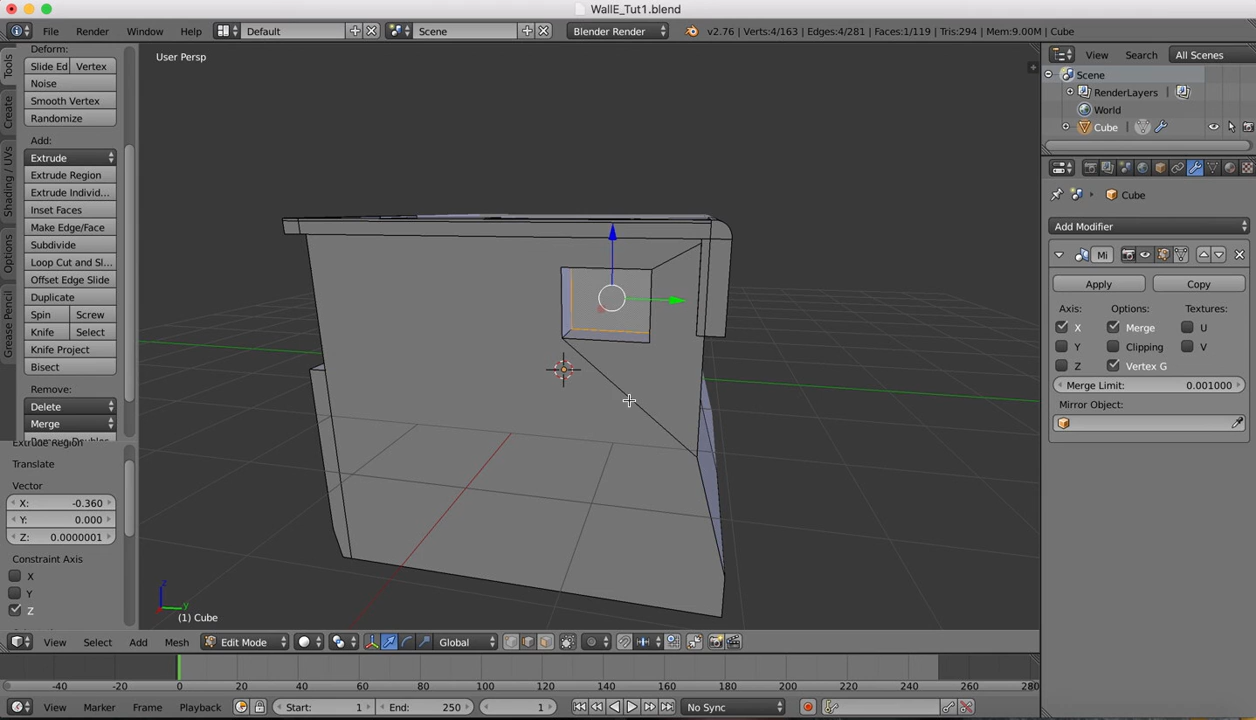 WallE_Tut1.blend
File Render Window Help Default Scene Blender Render v2.76 | Verts:4/163 | Edges:4/281 | Faces:1/119 | Tris:294 | Mem:9.00M | Cube
Tools
Create
Shading / UVs
Options
Grease Pencil
Deform:
Slide Ed Vertex
Noise
Smooth Vertex
Randomize
Add:
Extrude
Extrude Region
Extrude Individ...
Inset Faces
Make Edge/Face
Subdivide
Loop Cut and Sl...
Offset Edge Slide
Duplicate
Spin Screw
Knife Select
Knife Project
Bisect
Remove:
Delete
Merge
Extrude Region
Translate
Vector
X: -0.360
Y: 0.000
Z: 0.0000001
Constraint Axis
X
Y
Z
User Persp
z
y
(1) Cube
View Select Add Mesh Edit Mode Global
-40 -20 0 20 40 60 80 100 120 140 160 180 200 220 240 260 280
View Marker Frame Playback Start: 1 End: 250 1 No Sync
View Search All Scenes
Scene
RenderLayers |
World
Cube |
Cube
Add Modifier
Mi
Apply Copy
Axis: Options: Textures:
X Merge U
Y Clipping V
Z Vertex G
Merge Limit: 0.001000
Mirror Object: